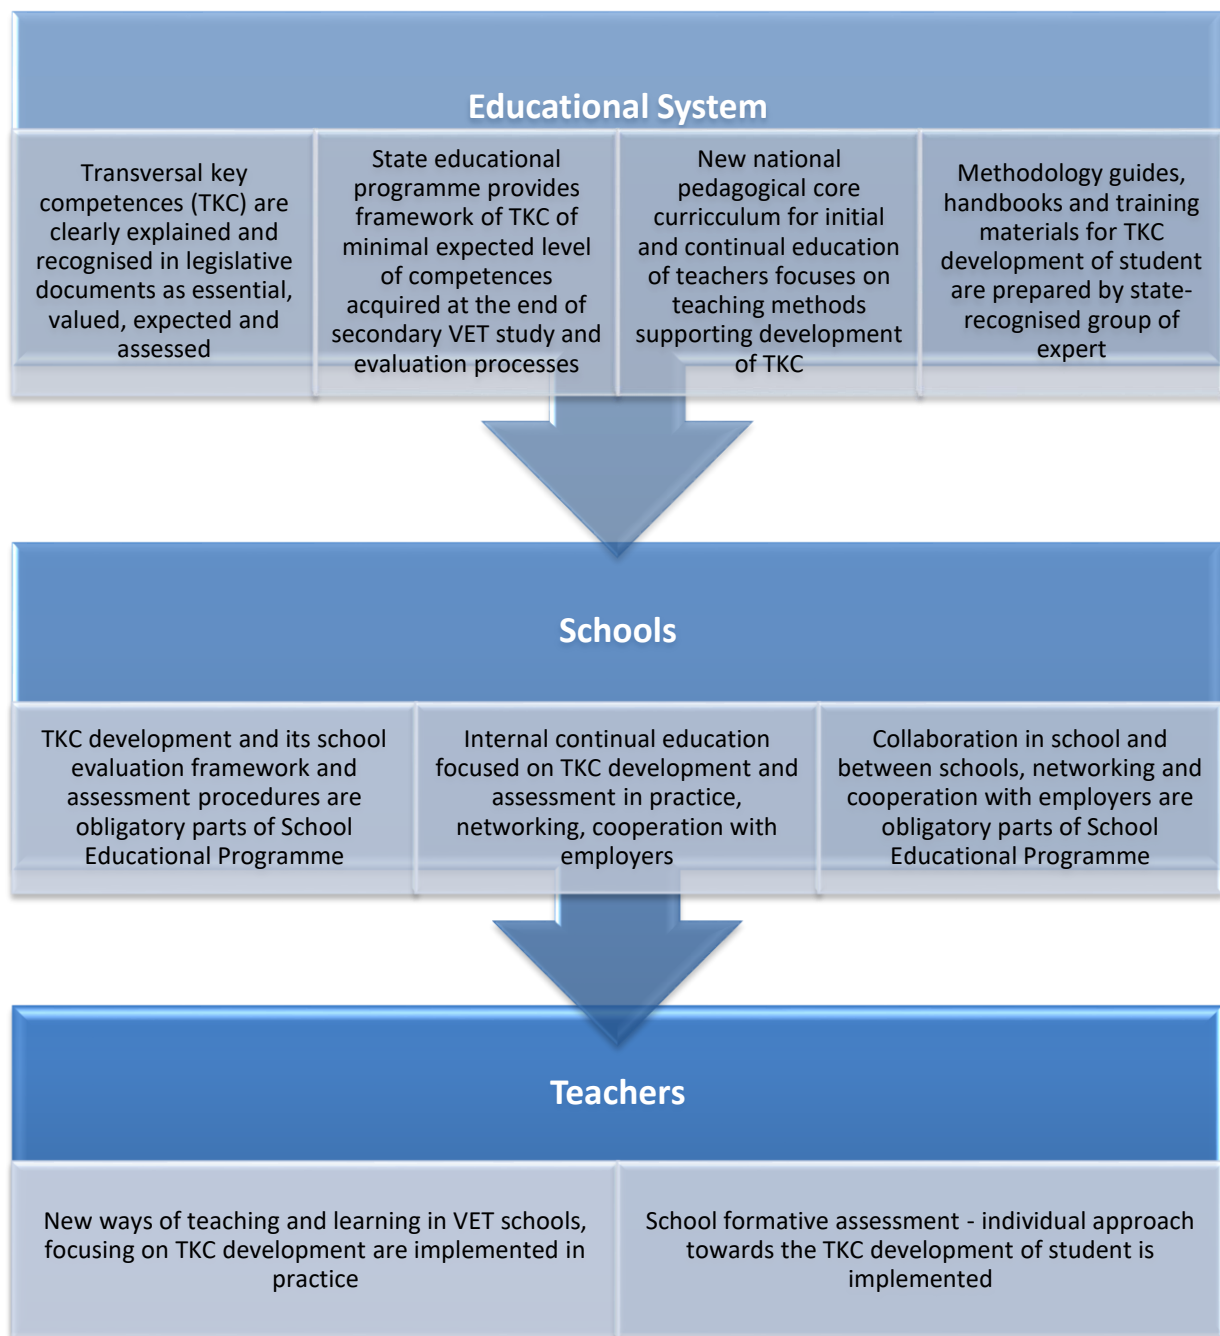 Educational System
Transversal key
competences (TKC) are
clearly explained and
recognised in legislative
documents as essential,
valued, expected and
assessed
State educational
programme provides
framework of TKC of
minimal expected level
of competences
acquired at the end of
secondary VET study and
evaluation processes
New national
pedagogical core
curricculum for initial
and continual education
of teachers focuses on
teaching methods
supporting development
of TKC
Methodology guides,
handbooks and training
materials for TKC
development of student
are prepared by state-
recognised group of
expert
Schools
TKC development and its school
evaluation framework and
assessment procedures are
obligatory parts of School
Educational Programme
Internal continual education
focused on TKC development and
assessment in practice,
networking, cooperation with
employers
Collaboration in school and
between schools, networking and
cooperation with employers are
obligatory parts of School
Educational Programme
Teachers
New ways of teaching and learning in VET schools,
focusing on TKC development are implemented in
practice
School formative assessment - individual approach
towards the TKC development of student is
implemented